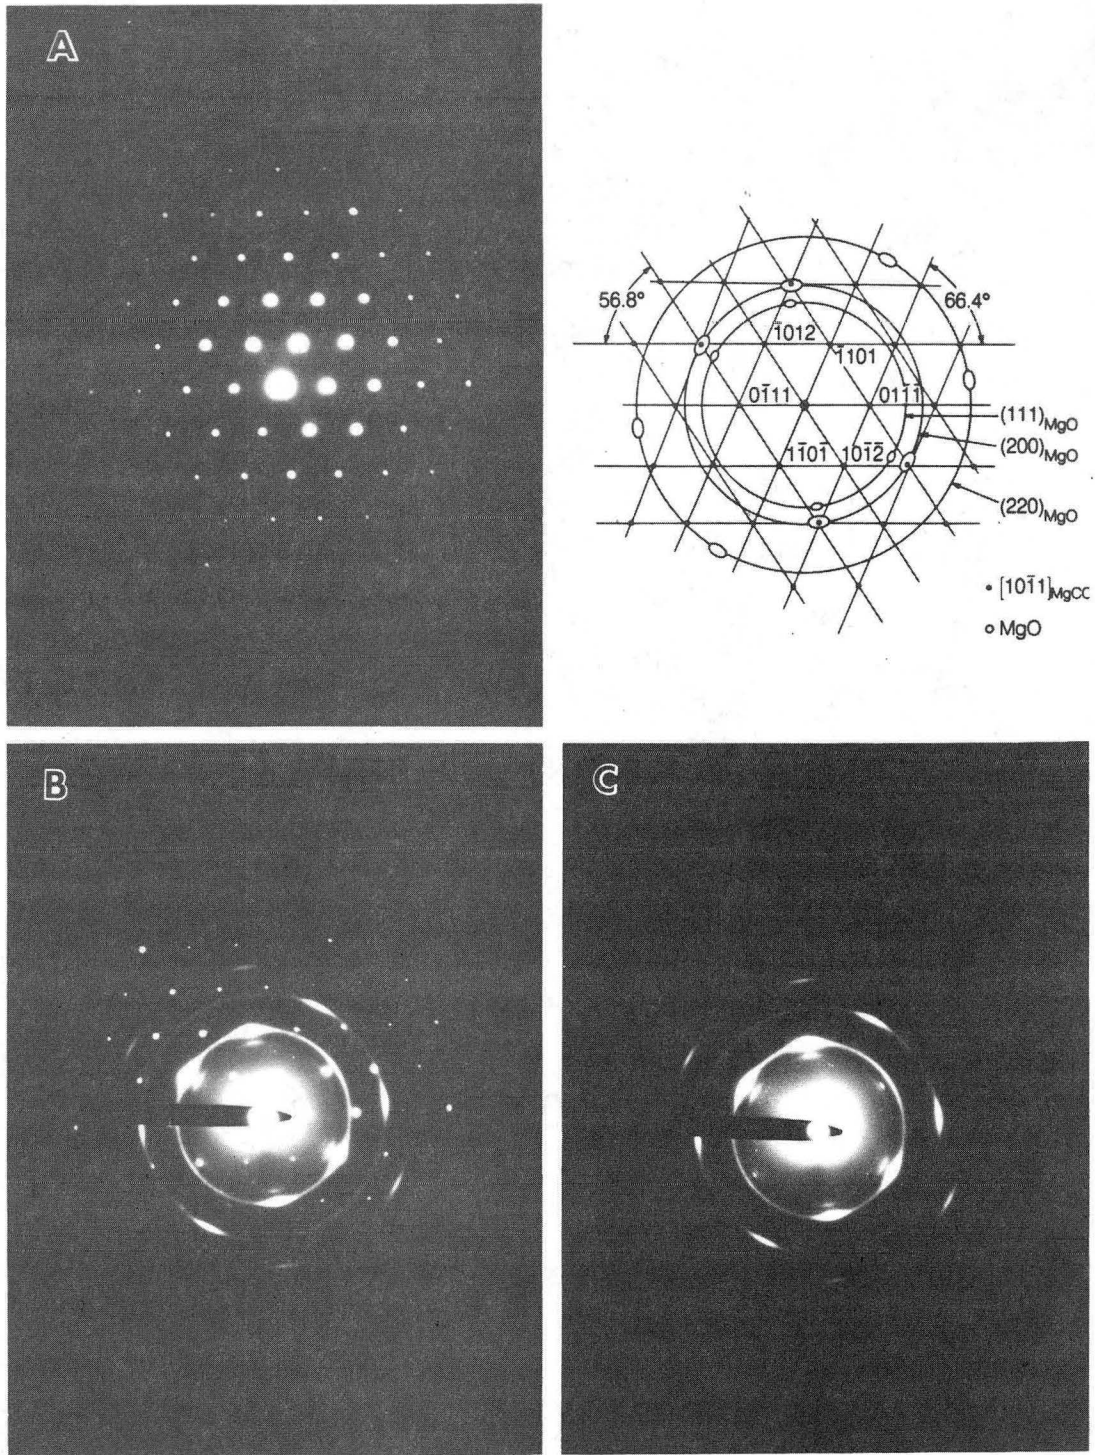 A
56.8°
66.4°
1̄012
1̄101
01̄11
011̄1̄
11̄01̄
101̄2̄
(111)MgO
(200)MgO
(220)MgO
• [101̄1]MgCC
o MgO
B
C